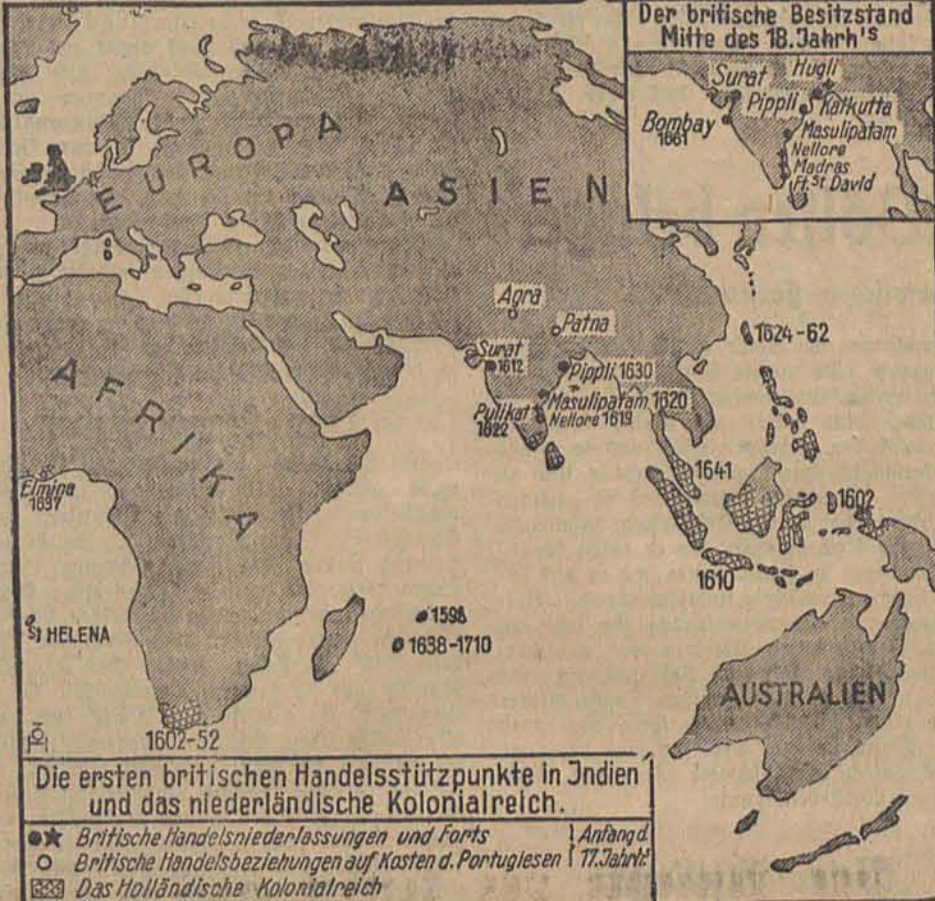 Der britische Besitzstand
Mitte des 18. Jahrh's
Surat
Hugli
Pippli
Kalkutta
Bombay
1661
Masulipatam
Nellore
Madras
Ft. St David
EUROPA
ASIEN
Agra
Patna
1624-62
Surat
1612
Pippli 1630
Masulipatam 1620
Pulikat
1622
Nellore 1619
AFRIKA
1641
1602
Elmina
1637
1610
1598
St HELENA
1638-1710
AUSTRALIEN
1602-52
Die ersten britischen Handelsstützpunkte in Jndien
und das niederländische Kolonialreich.
Britische Handelsniederlassungen und Forts
Anfang d.
Britische Handelsbeziehungen auf Kosten d. Portugiesen
17. Jahrh's
Das Holländische Kolonialreich